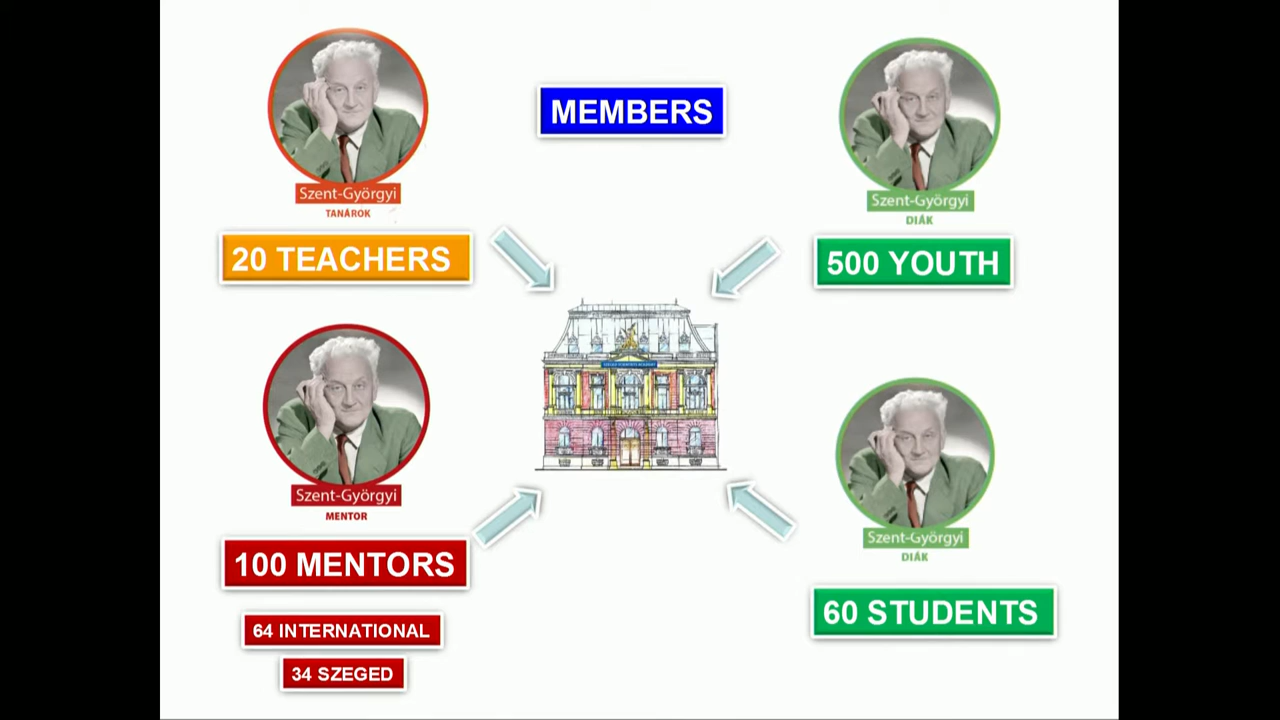 MEMBERS
Szent-Györgyi
TANÁROK
20 TEACHERS
Szent-Györgyi
DIÁK
500 YOUTH
Szent-Györgyi
MENTOR
100 MENTORS
64 INTERNATIONAL
34 SZEGED
Szent-Györgyi
DIÁK
60 STUDENTS